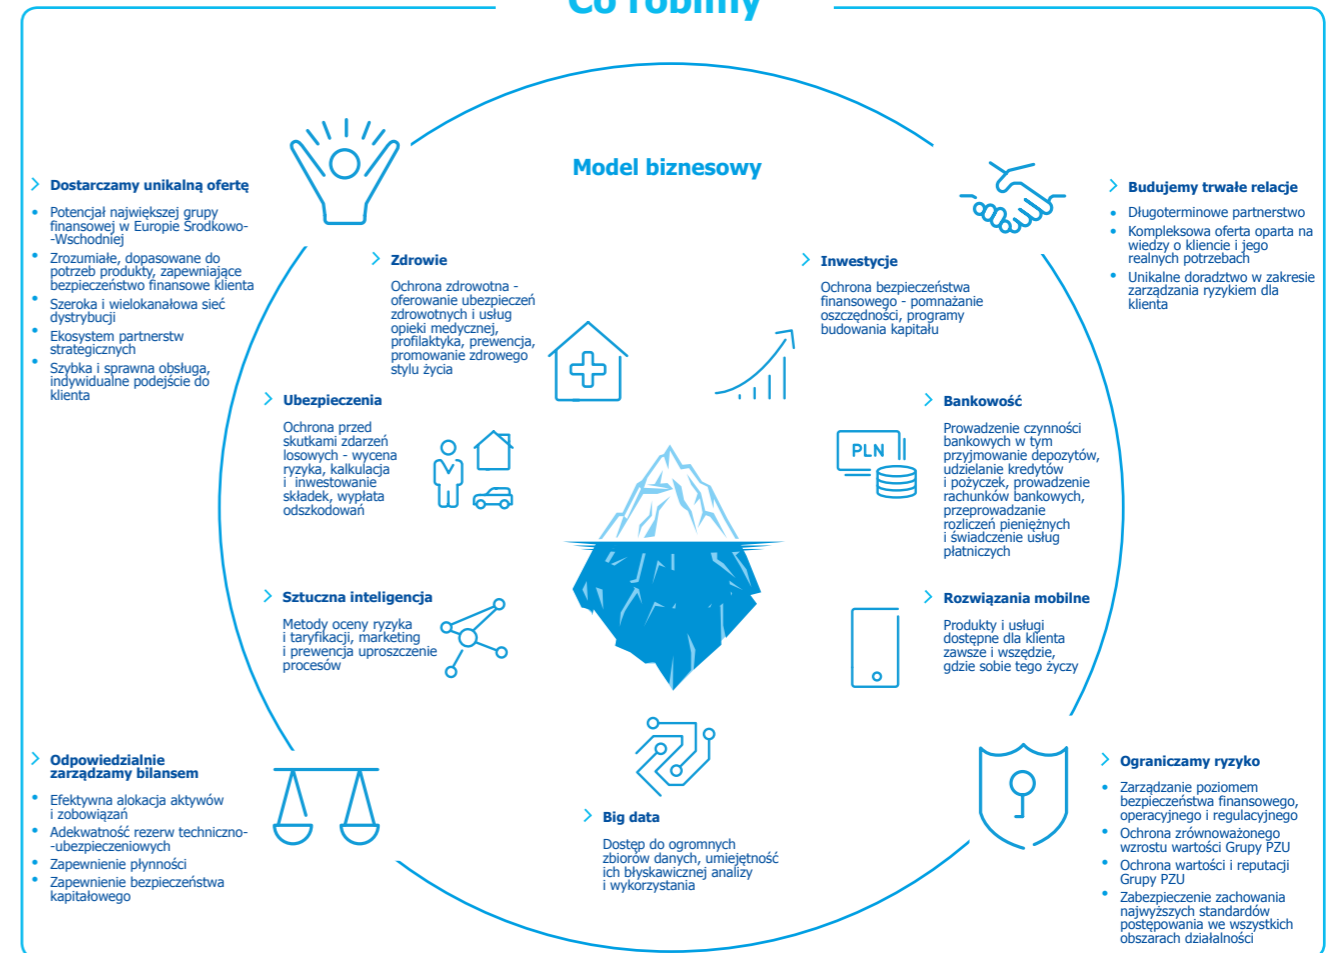 Co robimy
Model biznesowy
Dostarczamy unikalną ofertę
Potencjał największej grupy
finansowej w Europie Środkowo-
-Wschodniej
Zrozumiałe, dopasowane do
potrzeb produkty, zapewniające
bezpieczeństwo finansowe klienta
Szeroka i wielokanałowa sieć
dystrybucji
Ekosystem partnerstw
strategicznych
Szybka i sprawna obsługa,
indywidualne podejście do
klienta
Budujemy trwałe relacje
Długoterminowe partnerstwo
Kompleksowa oferta oparta na
wiedzy o kliencie i jego
realnych potrzebach
Unikalne doradztwo w zakresie
zarządzania ryzykiem dla
klienta
Zdrowie
Ochrona zdrowotna -
oferowanie ubezpieczeń
zdrowotnych i usług
opieki medycznej,
profilaktyka, prewencja,
promowanie zdrowego
stylu życia
Inwestycje
Ochrona bezpieczeństwa
finansowego - pomnażanie
oszczędności, programy
budowania kapitału
Ubezpieczenia
Ochrona przed
skutkami zdarzeń
losowych - wycena
ryzyka, kalkulacja
i inwestowanie
składek, wypłata
odszkodowań
PLN
Bankowość
Prowadzenie czynności
bankowych w tym
przyjmowanie depozytów,
udzielanie kredytów
i pożyczek, prowadzenie
rachunków bankowych,
przeprowadzanie
rozliczeń pieniężnych
i świadczenie usług
płatniczych
Sztuczna inteligencja
Metody oceny ryzyka
i taryfikacji, marketing
i prewencja uproszczenie
procesów
Rozwiązania mobilne
Produkty i usługi
dostępne dla klienta
zawsze i wszędzie,
gdzie sobie tego życzy
Odpowiedzialnie
zarządzamy bilansem
Efektywna alokacja aktywów
i zobowiązań
Adekwatność rezerw techniczno-
-ubezpieczeniowych
Zapewnienie płynności
Zapewnienie bezpieczeństwa
kapitałowego
Big data
Dostęp do ogromnych
zbiorów danych, umiejętność
ich błyskawicznej analizy
i wykorzystania
Ograniczamy ryzyko
Zarządzanie poziomem
bezpieczeństwa finansowego,
operacyjnego i regulacyjnego
Ochrona zrównoważonego
wzrostu wartości Grupy PZU
Ochrona wartości i reputacji
Grupy PZU
Zabezpieczenie zachowania
najwyższych standardów
postępowania we wszystkich
obszarach działalności